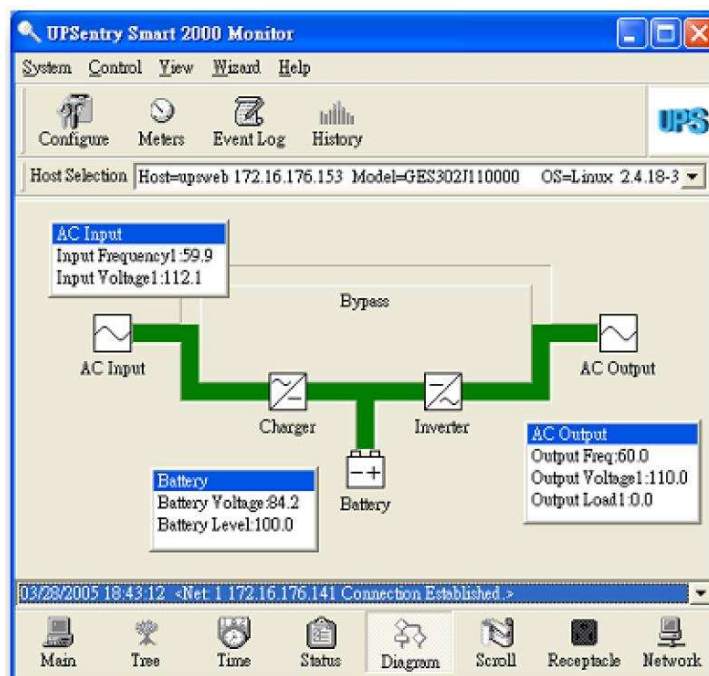 UPSentry Smart 2000 Monitor
System Control View Wizard Help
Configure Meters Event Log History
UPS
Host Selection Host=upsweb 172.16.176.153 Model=GES302J110000 OS=Linux 2.4.18-3
AC Input
Input Frequency1:59.9
Input Voltage1:112.1
Bypass
AC Input
AC Output
Charger
Inverter
AC Output
Output Freq:60.0
Output Voltage1:110.0
Output Load1:0.0
Battery
Battery Voltage:84.2
Battery Level:100.0
Battery
03/28/2005 18:43:12 <Net 1 172.16.176.141 Connection Established.>
Main Tree Time Status Diagram Scroll Receptacle Network